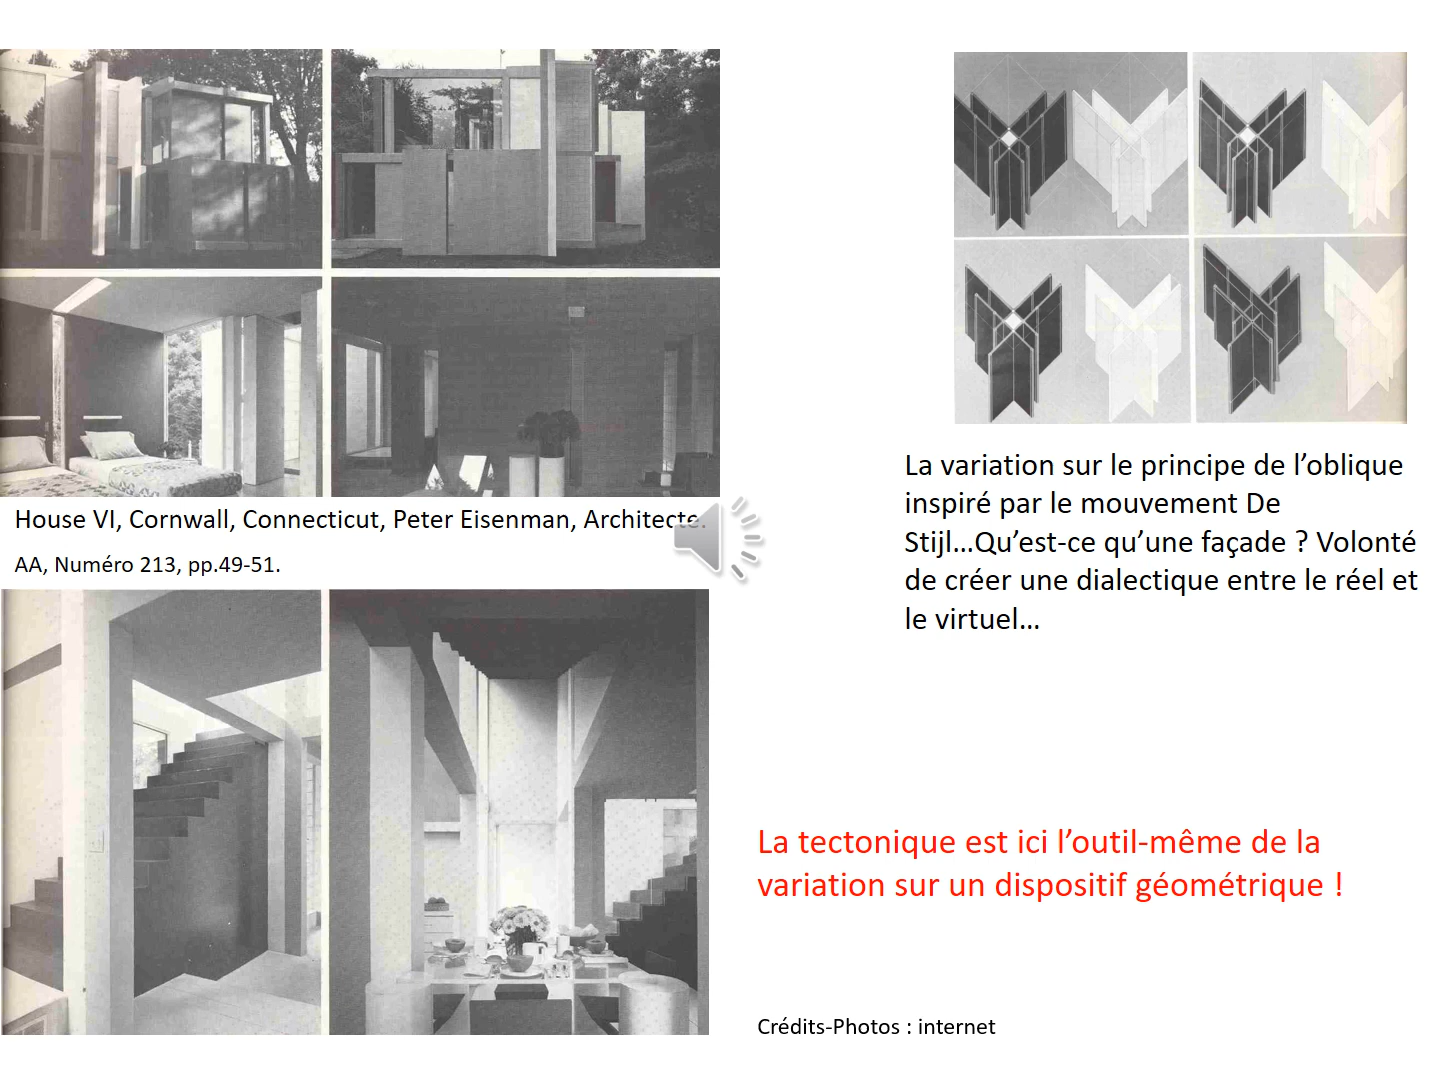 House VI, Cornwall, Connecticut, Peter Eisenman, Architecte.
AA, Numéro 213, pp.49-51.
La variation sur le principe de l’oblique
inspiré par le mouvement De
Stijl…Qu’est-ce qu’une façade ? Volonté
de créer une dialectique entre le réel et
le virtuel…
La tectonique est ici l’outil-même de la
variation sur un dispositif géométrique !
Crédits-Photos : internet